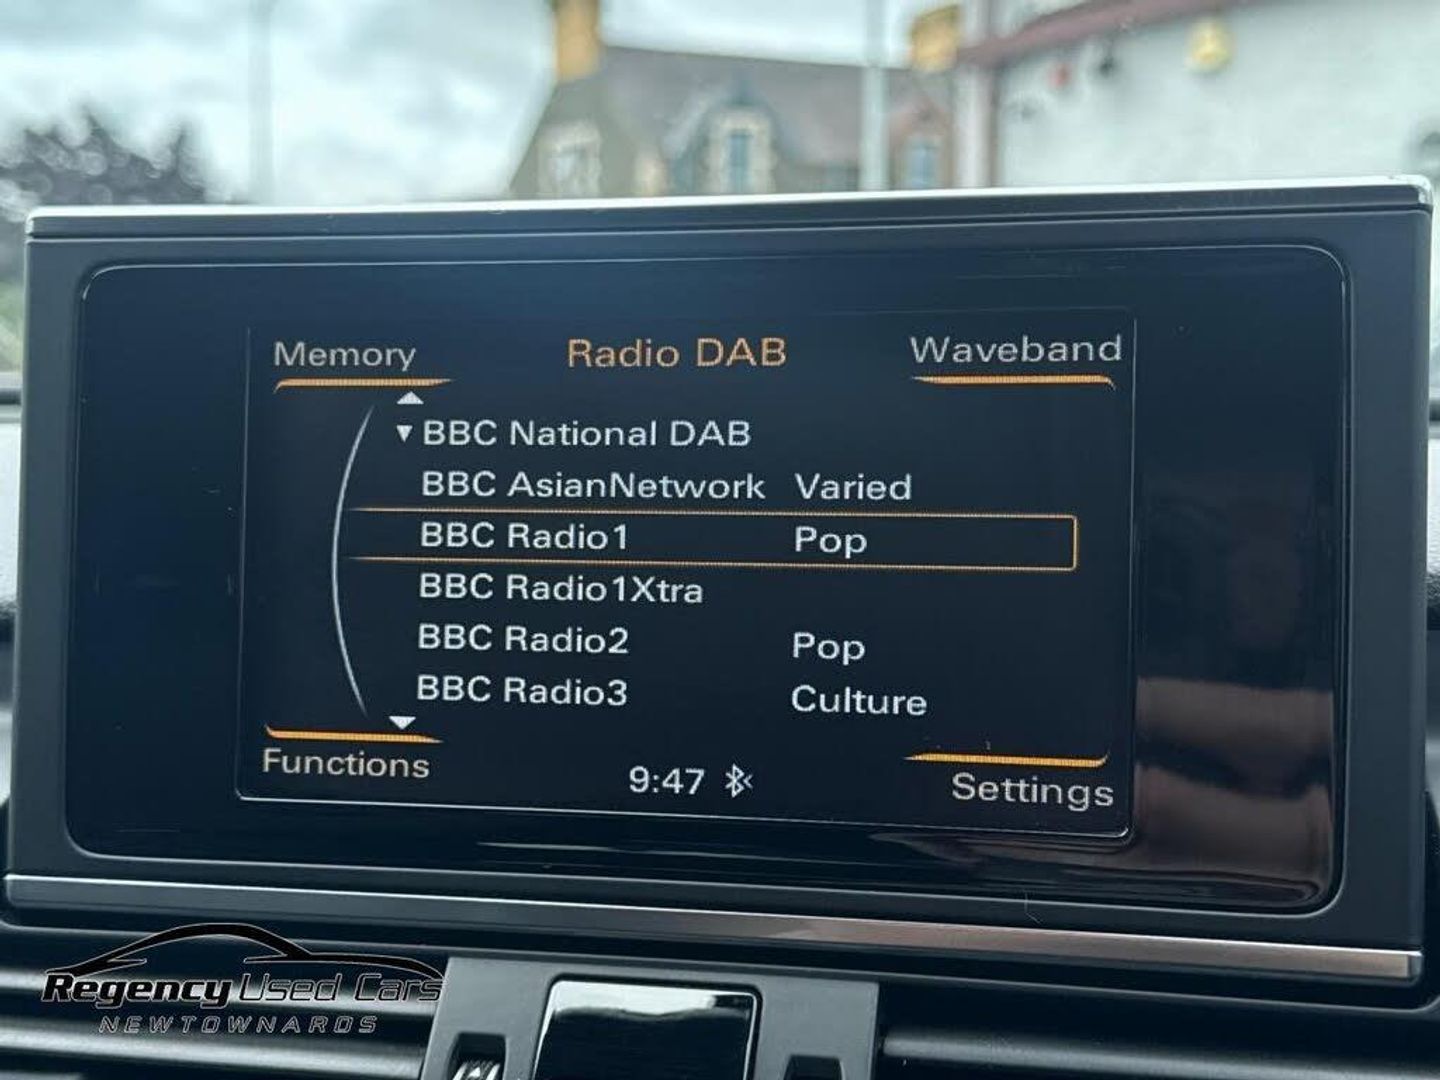 Memory Radio DAB Waveband
▼ BBC National DAB
BBC AsianNetwork Varied
BBC Radio1 Pop
BBC Radio1Xtra
BBC Radio2 Pop
BBC Radio3 Culture
Functions 9:47 Settings
Regency Used Cars
NEWTOWNARDS